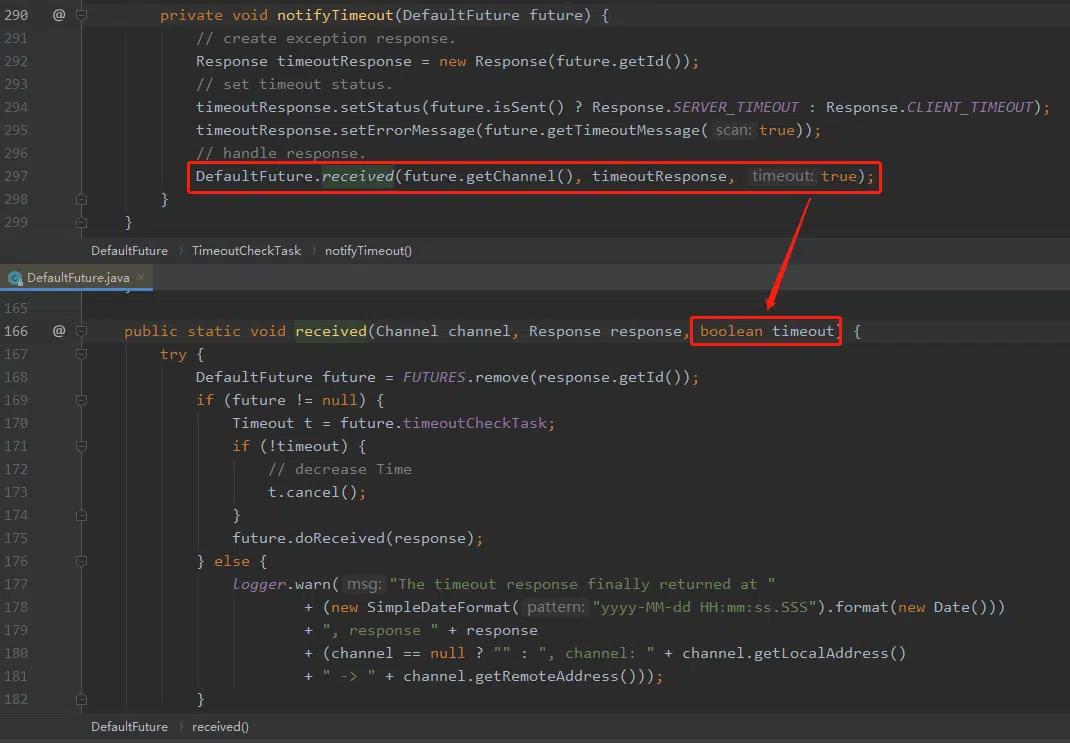 290 @ private void notifyTimeout(DefaultFuture future) {
291 // create exception response.
292 Response timeoutResponse = new Response(future.getId());
293 // set timeout status.
294 timeoutResponse.setStatus(future.isSent() ? Response.SERVER_TIMEOUT : Response.CLIENT_TIMEOUT);
295 timeoutResponse.setErrorMessage(future.getTimeoutMessage( scan: true));
296 // handle response.
297 DefaultFuture.received(future.getChannel(), timeoutResponse, timeout: true);
298 }
299 }
DefaultFuture > TimeoutCheckTask > notifyTimeout()
DefaultFuture.java ×
165
166 @ public static void received(Channel channel, Response response, boolean timeout) {
167 try {
168 DefaultFuture future = FUTURES.remove(response.getId());
169 if (future != null) {
170 Timeout t = future.timeoutCheckTask;
171 if (!timeout) {
172 // decrease Time
173 t.cancel();
174 }
175 future.doReceived(response);
176 } else {
177 logger.warn( msg: "The timeout response finally returned at "
178 + (new SimpleDateFormat( pattern: "yyyy-MM-dd HH:mm:ss.SSS").format(new Date()))
179 + ", response " + response
180 + (channel == null ? "" : ", channel: " + channel.getLocalAddress()
181 + " -> " + channel.getRemoteAddress()));
182 }
DefaultFuture > received()